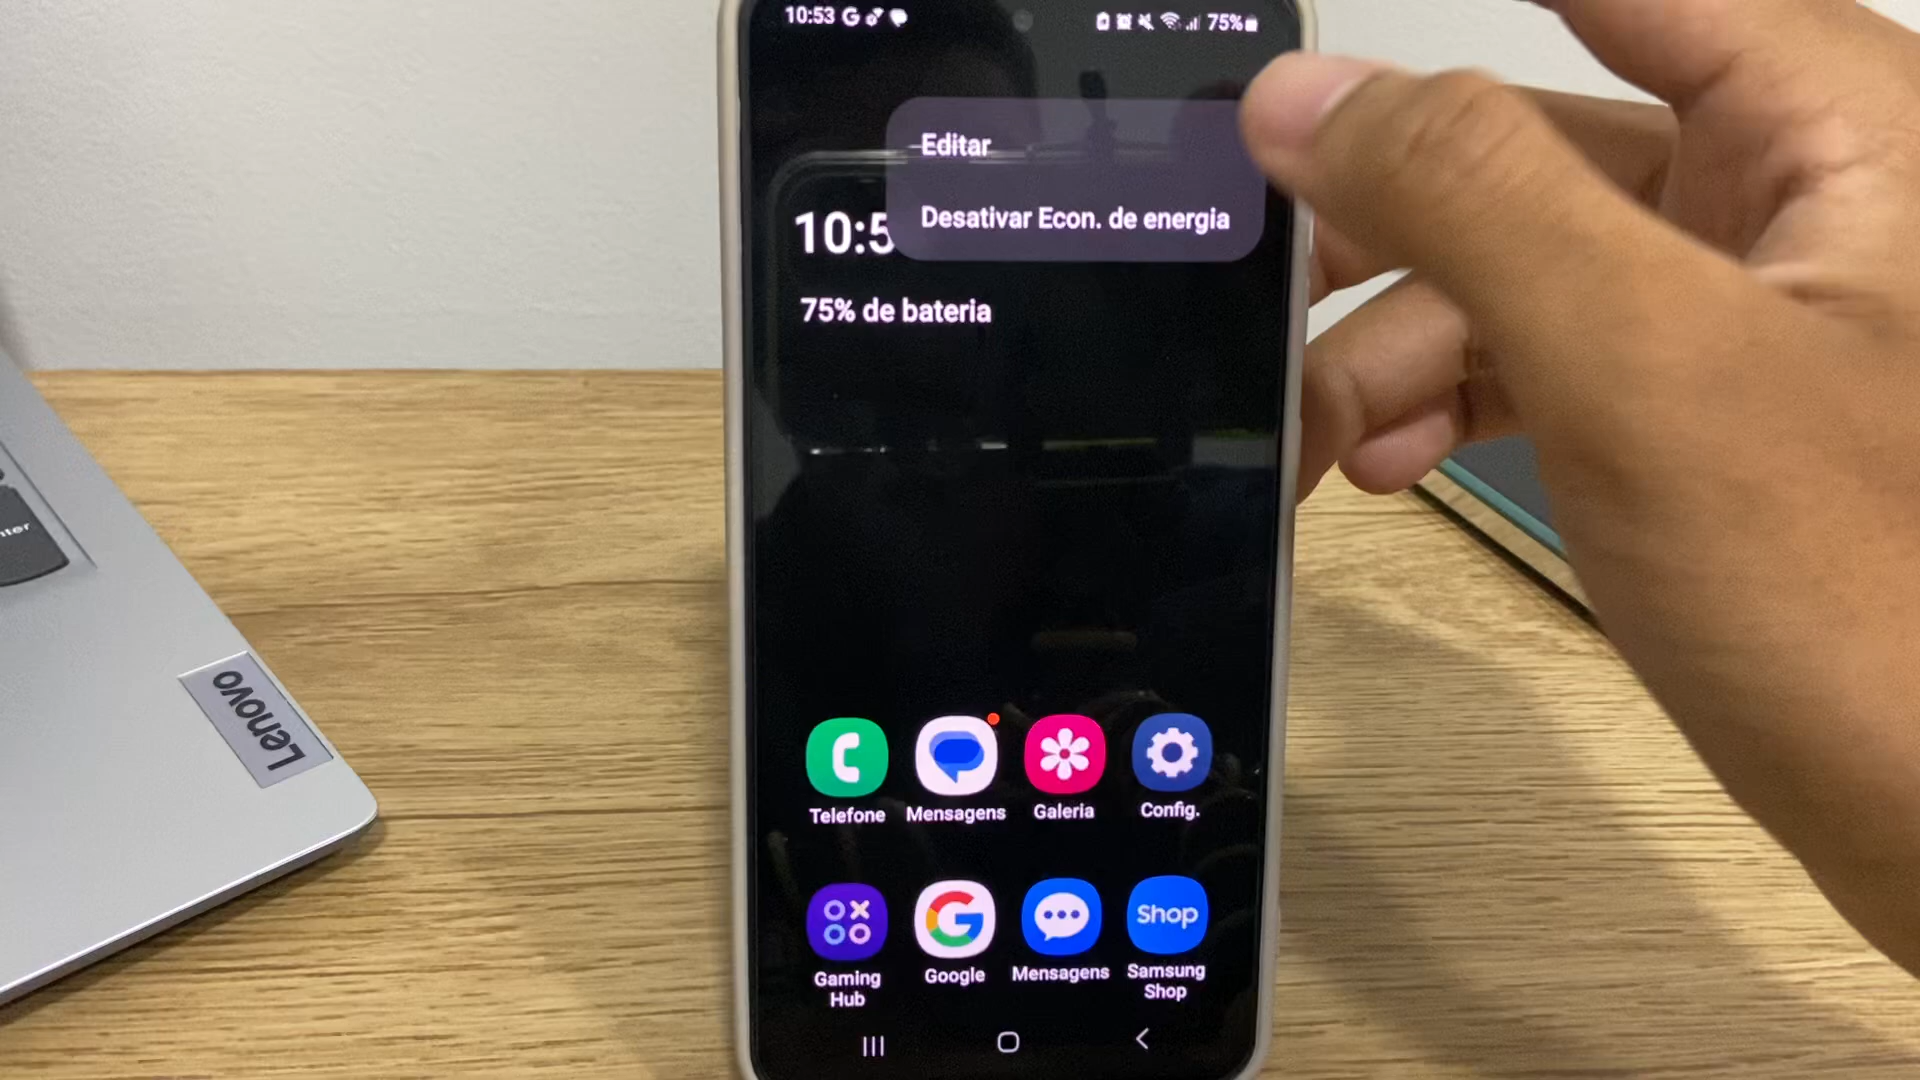 10:53
75%
Editar
Desativar Econ. de energia
10:5
75% de bateria
Telefone
Mensagens
Galeria
Config.
Shop
Gaming Hub
Google
Mensagens
Samsung Shop
Lenovo
nter